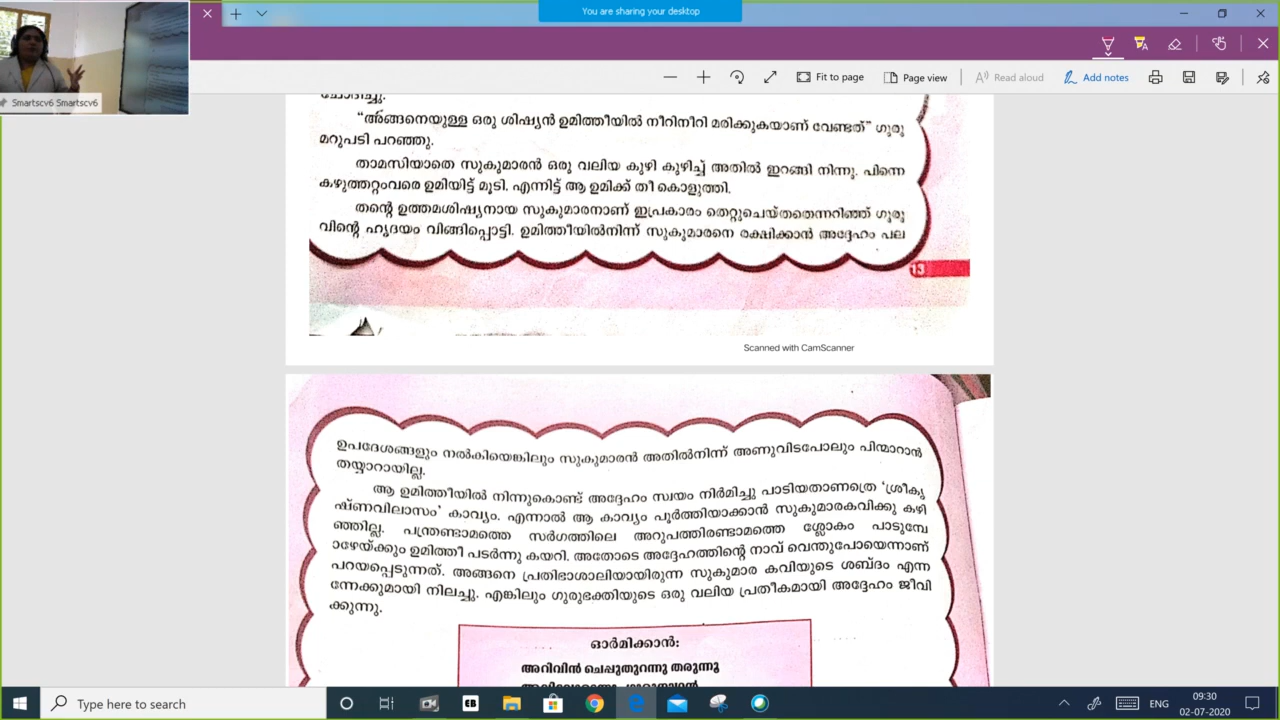 You are sharing your desktop
Smartscv6 Smartscv6
Fit to page
Page view
Read aloud
Add notes
ചോദിച്ചു.
“അങ്ങനെയുള്ള ഒരു ശിഷ്യൻ ഉമിത്തീയിൽ നീറിനീറി മരിക്കുകയാണ് വേണ്ടത്” ഗുരു
മറുപടി പറഞ്ഞു.
താമസിയാതെ സുകുമാരൻ ഒരു വലിയ കുഴി കുഴിച്ച് അതിൽ ഇറങ്ങി നിന്നു. പിന്നെ
കഴുത്തറ്റംവരെ ഉമിയിട്ട് മൂടി. എന്നിട്ട് ആ ഉമിക്ക് തീ കൊളുത്തി.
തന്റെ ഉത്തമശിഷ്യനായ സുകുമാരനാണ് ഇപ്രകാരം തെറ്റുചെയ്തതെന്നറിഞ്ഞ് ഗുരു
വിന്റെ ഹൃദയം വിങ്ങിപ്പൊട്ടി. ഉമിത്തീയിൽനിന്ന് സുകുമാരനെ രക്ഷിക്കാൻ അദ്ദേഹം പല
13
Scanned with CamScanner
ഉപദേശങ്ങളും നൽകിയെങ്കിലും സുകുമാരൻ അതിൽനിന്ന് അണുവിടപോലും പിന്മാറാൻ
തയ്യാറായില്ല.
ആ ഉമിത്തീയിൽ നിന്നുകൊണ്ട് അദ്ദേഹം സ്വയം നിർമിച്ചു പാടിയതാണത്രെ ‘ശ്രീകൃ
ഷ്ണവിലാസം’ കാവ്യം. എന്നാൽ ആ കാവ്യം പൂർത്തിയാക്കാൻ സുകുമാരകവിക്കു കഴി
ഞ്ഞില്ല. പന്ത്രണ്ടാമത്തെ സർഗത്തിലെ അറുപത്തിരണ്ടാമത്തെ ശ്ലോകം പാടുമ്പോ
ഴേയ്ക്കും ഉമിത്തീ പടർന്നു കയറി. അതോടെ അദ്ദേഹത്തിന്റെ നാവ് വെന്തുപോയെന്നാണ്
പറയപ്പെടുന്നത്. അങ്ങനെ പ്രതിഭാശാലിയായിരുന്ന സുകുമാര കവിയുടെ ശബ്ദം എന്ന
ന്നേക്കുമായി നിലച്ചു. എങ്കിലും ഗുരുഭക്തിയുടെ ഒരു വലിയ പ്രതീകമായി അദ്ദേഹം ജീവി
ക്കുന്നു.
ഓർമിക്കാൻ:
അറിവിൻ ചെപ്പുതുറന്നു തരുന്നൂ
Type here to search
ENG
09:30
02-07-2020